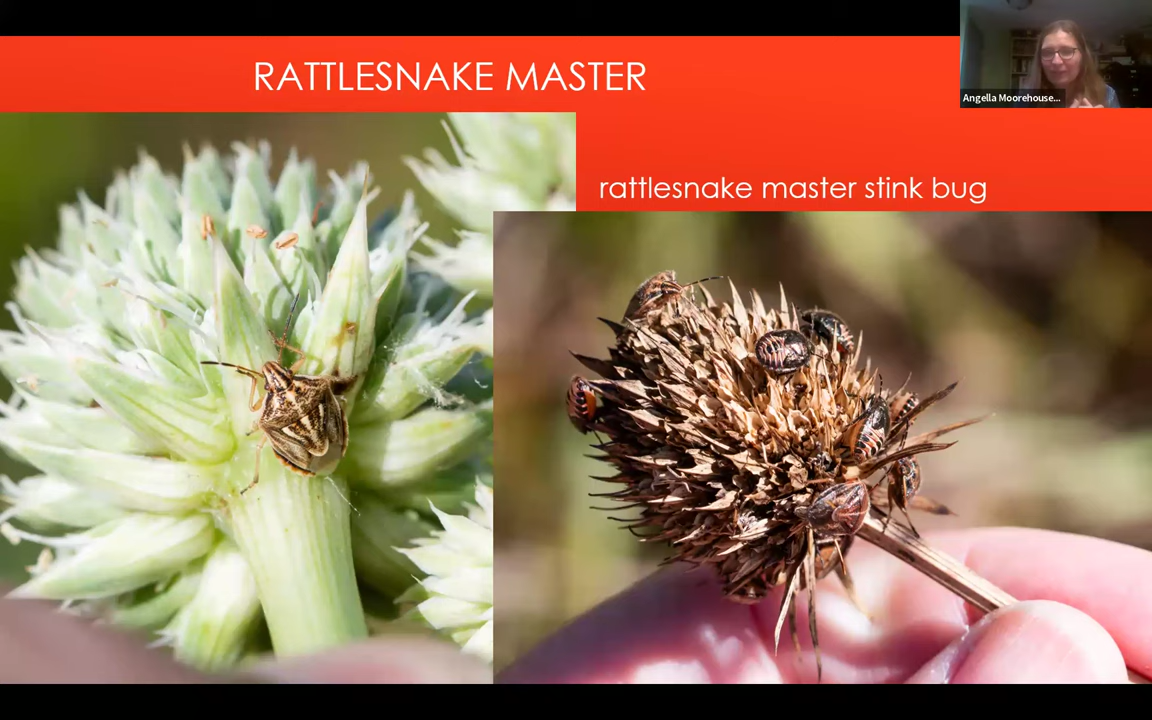 RATTLESNAKE MASTER
Angella Moorehouse...
rattlesnake master stink bug